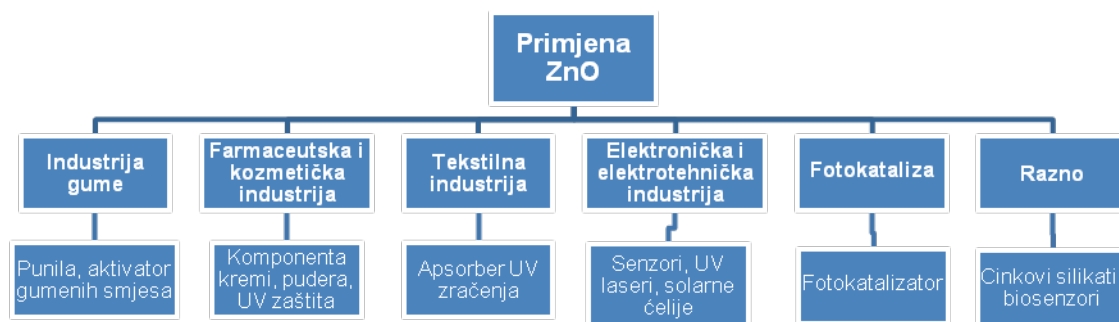 Primjena
ZnO
Industrija
gume
Farmaceutska i
kozmetička
industrija
Tekstilna
industrija
Elektronička i
elektrotehnička
industrija
Fotokataliza
Razno
Punila, aktivator
gumenih smjesa
Komponenta
kremi, pudera,
UV zaštita
Apsorber UV
zračenja
Senzori, UV
laseri, solarne
ćelije
Fotokatalizator
Cinkovi silikati
biosenzori